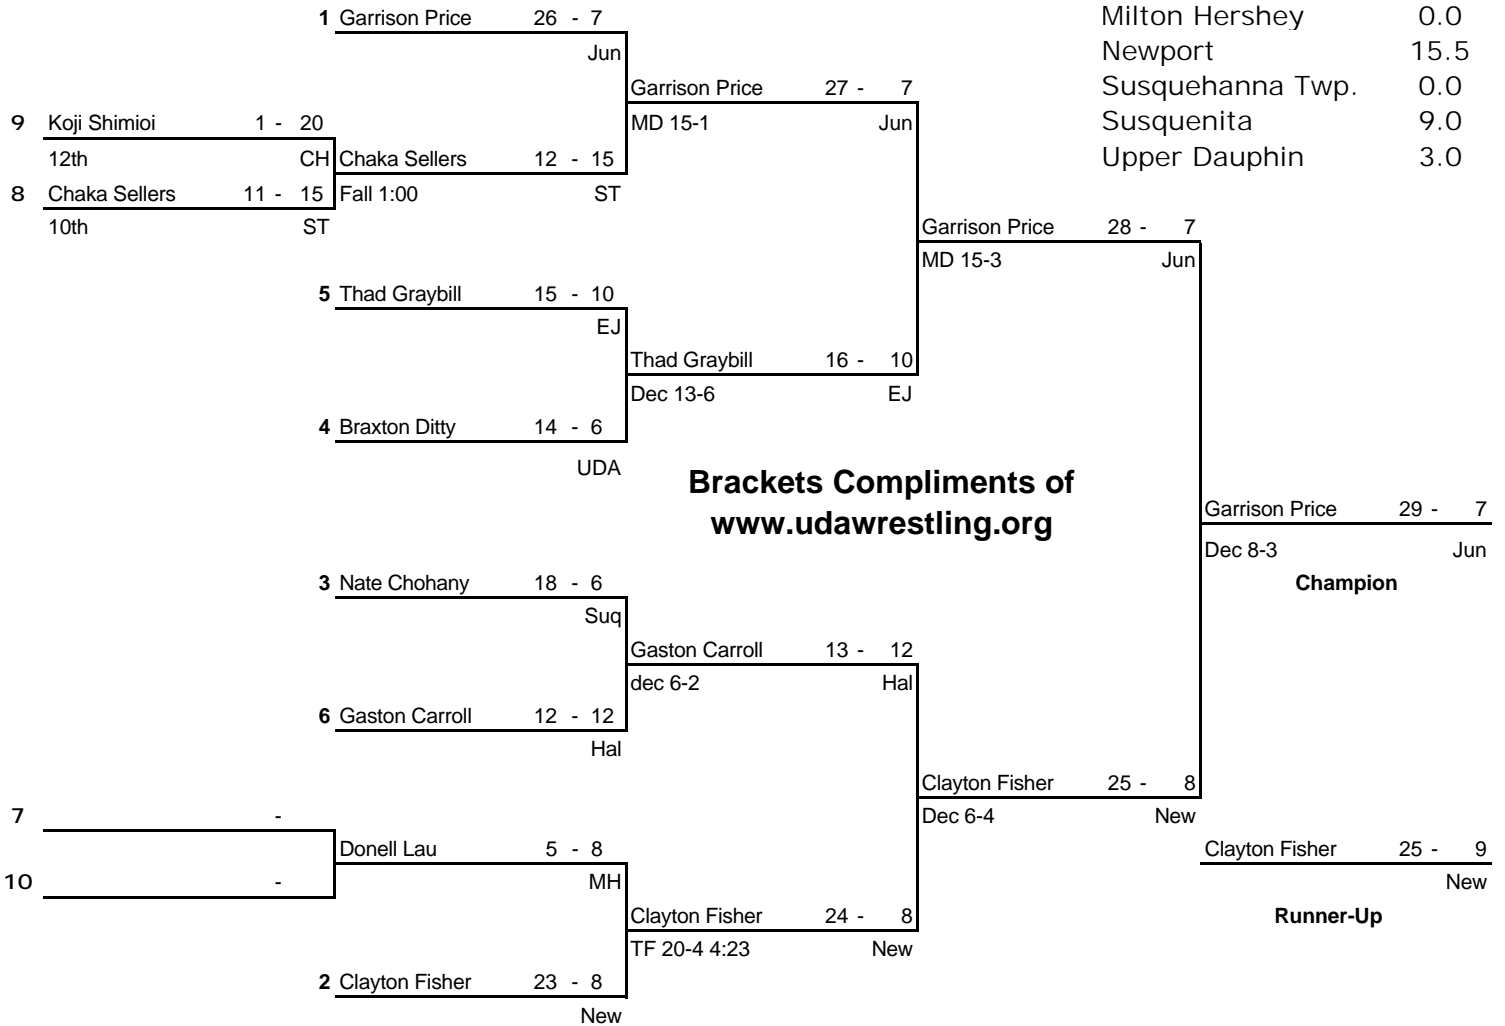 1 Garrison Price 26 - 7
Jun
Milton Hershey 0.0
Newport 15.5
Susquehanna Twp. 0.0
Susquenita 9.0
Upper Dauphin 3.0
Garrison Price 27 - 7
MD 15-1 Jun
9 Koji Shimioi 1 - 20
12th CH
Chaka Sellers 12 - 15
Fall 1:00 ST
8 Chaka Sellers 11 - 15
10th ST
Garrison Price 28 - 7
MD 15-3 Jun
5 Thad Graybill 15 - 10
EJ
Thad Graybill 16 - 10
Dec 13-6 EJ
4 Braxton Ditty 14 - 6
UDA
Brackets Compliments of
www.udawrestling.org
Garrison Price 29 - 7
Dec 8-3 Jun
Champion
3 Nate Chohany 18 - 6
Suq
Gaston Carroll 13 - 12
dec 6-2 Hal
6 Gaston Carroll 12 - 12
Hal
Clayton Fisher 25 - 8
Dec 6-4 New
7 -
Donell Lau 5 - 8
MH
10 -
Clayton Fisher 25 - 9
New
Runner-Up
Clayton Fisher 24 - 8
TF 20-4 4:23 New
2 Clayton Fisher 23 - 8
New